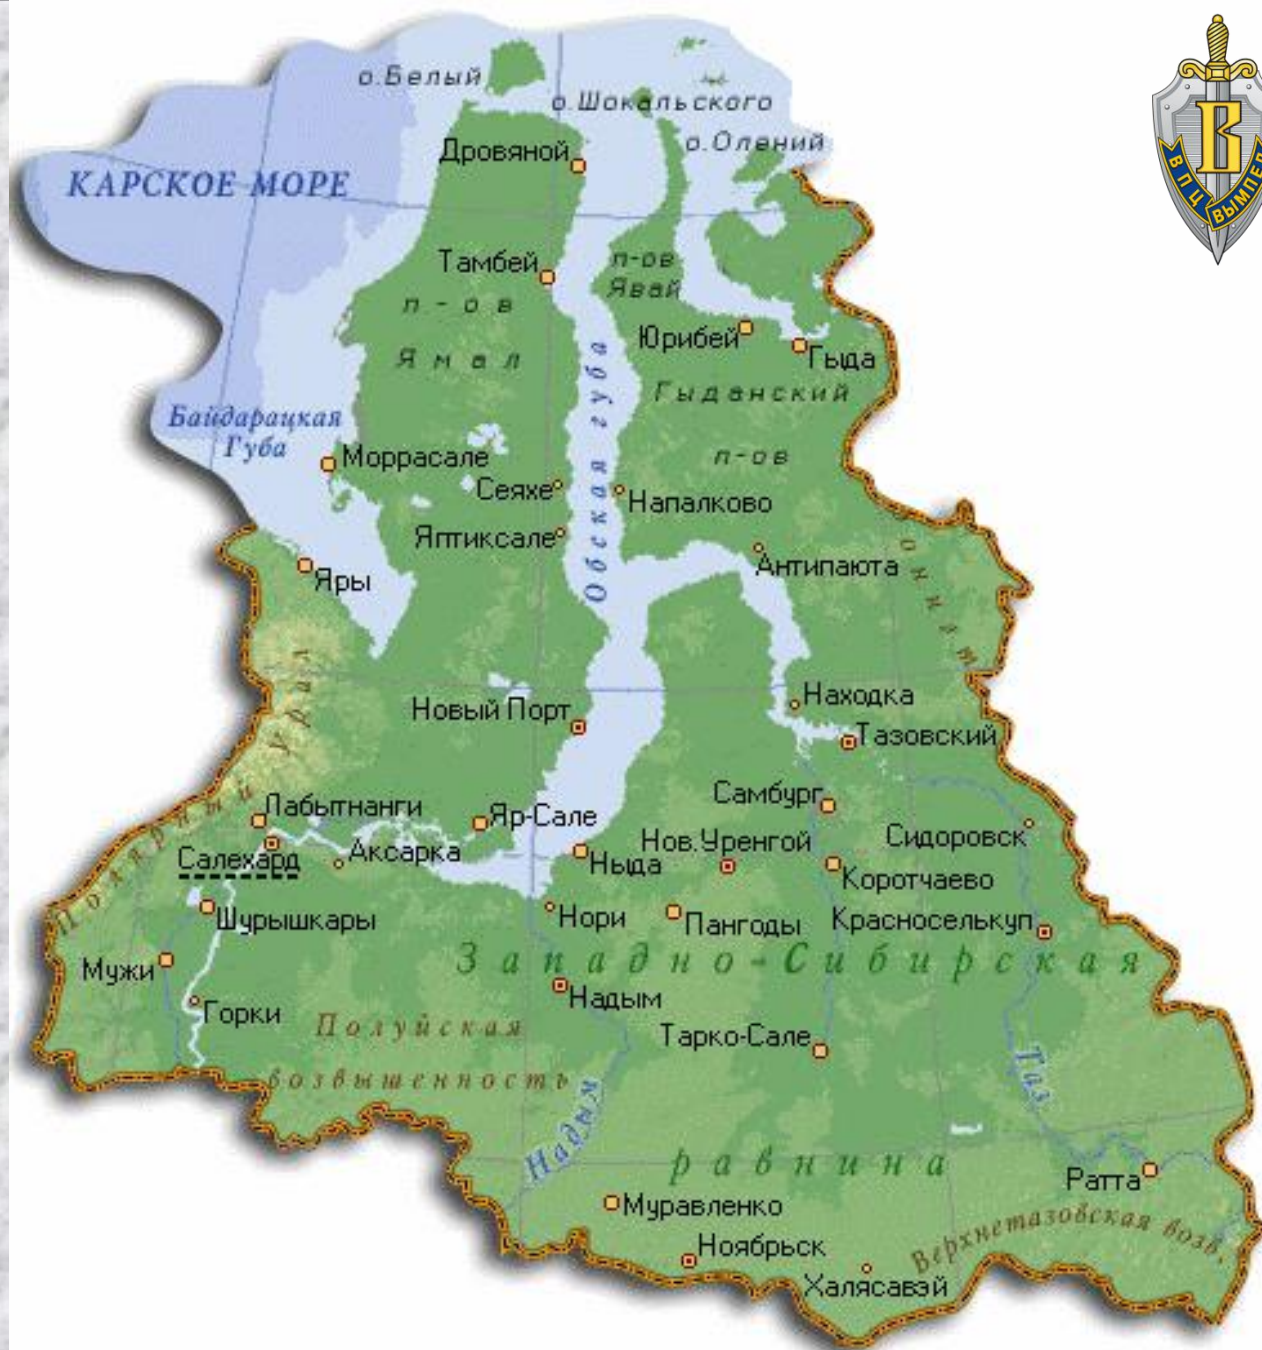 о.Белый
о.Шокальского
о.Олений
Дровяной
КАРСКОЕ МОРЕ
В
ВПЦ ВЫМПЕЛ
Тамбей
п-ов
Явай
п-ов
Ямал
Юрибей
Гыда
Обская губа
Гыданский
п-ов
Байдарацкая
Губа
Моррасале
Сеяхе
Напалково
Яптиксале
Антипаюта
Яры
Находка
Новый Порт
Тазовский
Полярный Урал
Лабытнанги
Яр-Сале
Самбург
Сидоровск
Нов.Уренгой
Салехард
Аксарка
Ныда
Коротчаево
Шурышкары
Нори
Пангоды
Красноселькуп
Западно-Сибирская
Мужи
Надым
Горки
Полуйская
возвышенность
Тарко-Сале
Таз
Надым
равнина
Ратта
Муравленко
Верхнетазовская возв.
Ноябрьск
Халясавэй